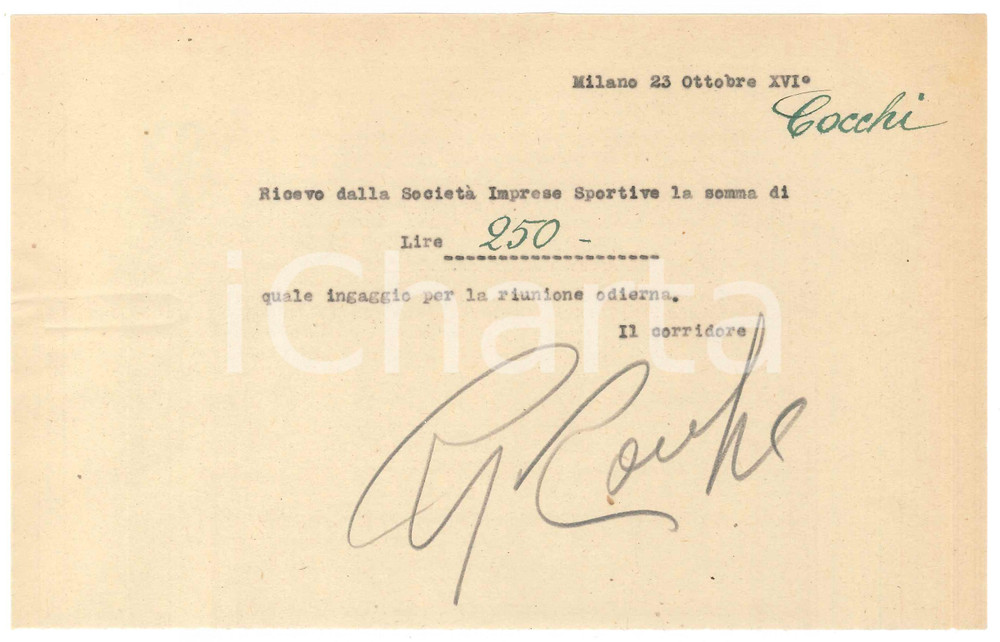 Milano 23 Ottobre XVI°
Cocchi
Ricevo dalla Società Imprese Sportive la somma di
Lire 250 -
quale ingaggio per la riunione odierna.
iCharta
Il corridore